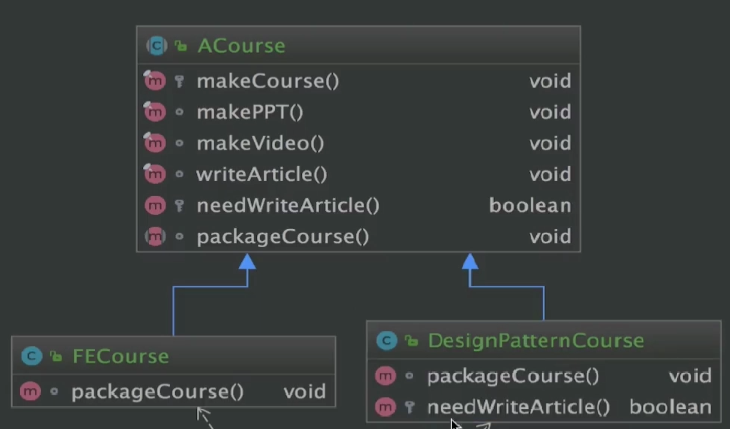 ACourse
makeCourse() void
makePPT() void
makeVideo() void
writeArticle() void
needWriteArticle() boolean
packageCourse() void
FECourse
packageCourse() void
DesignPatternCourse
packageCourse() void
needWriteArticle() boolean